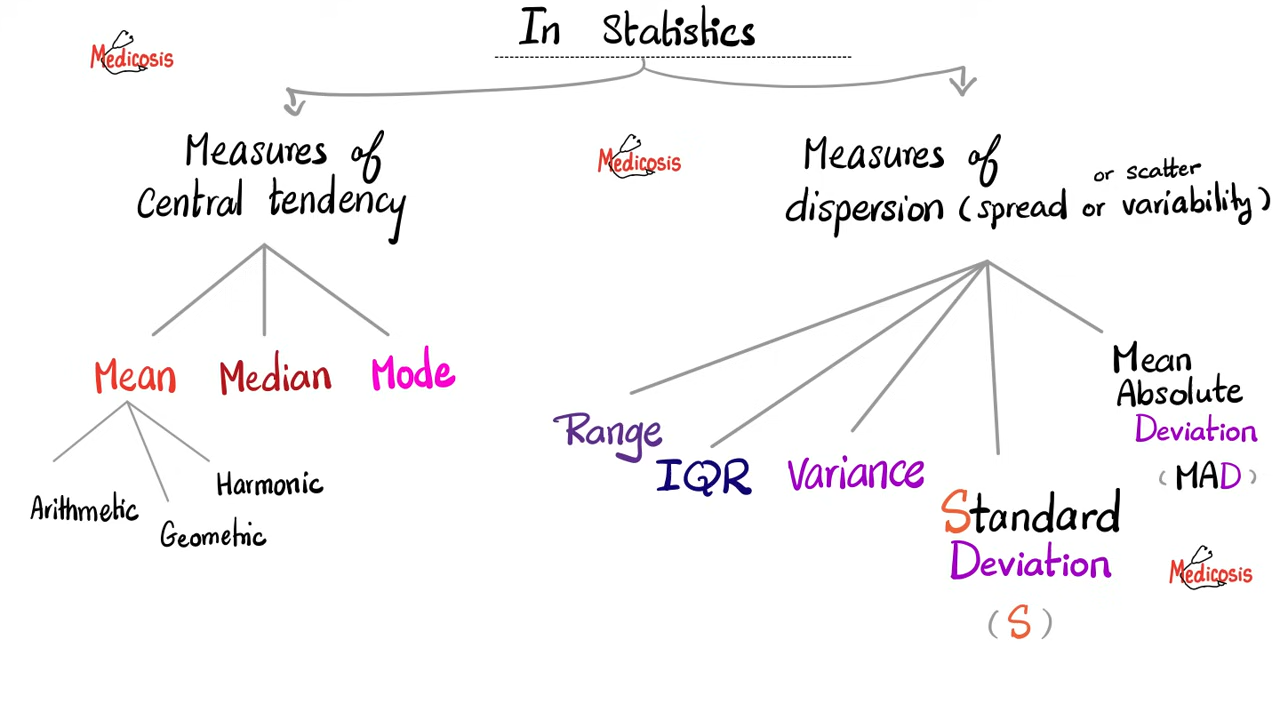 In Statistics
Medicosis
Measures of
Central tendency
Medicosis
Measures of
or scatter
dispersion (spread or variability)
Mean Median Mode
Arithmetic
Geometric
Harmonic
Range
IQR
Variance
Standard
Deviation
(S)
Mean
Absolute
Deviation
(MAD)
Medicosis